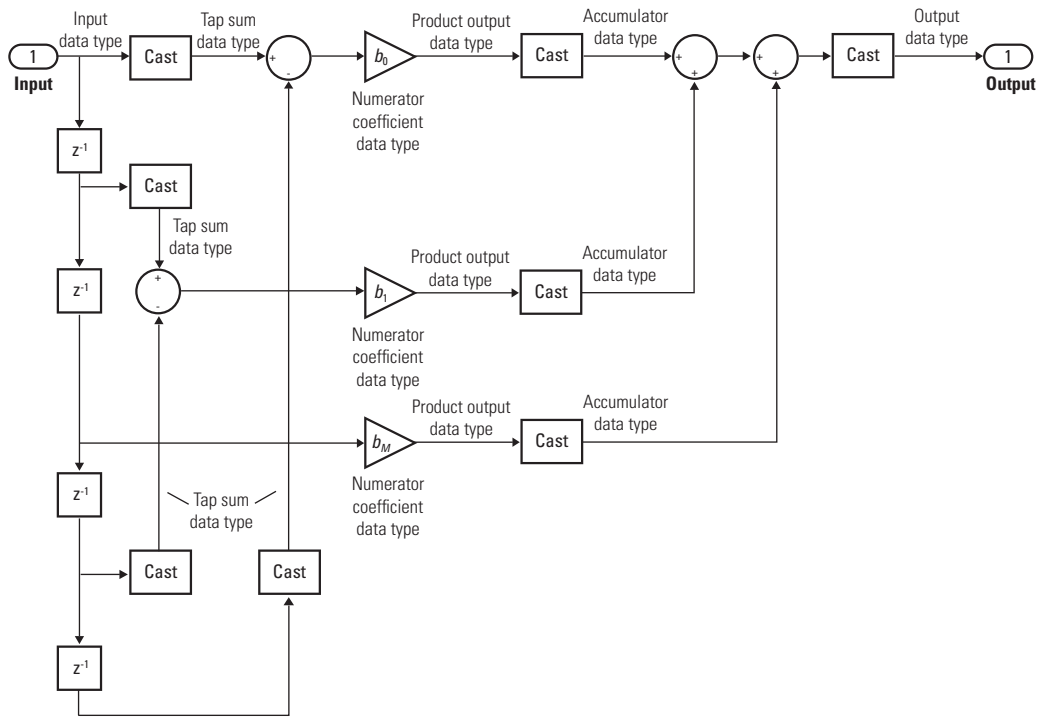 Input
data type
Tap sum
data type
Product output
data type
Accumulator
data type
Output
data type
1
Input
Cast
+
-
b₀
Cast
+
+
+
+
Cast
1
Output
Numerator
coefficient
data type
z⁻¹
Cast
Tap sum
data type
z⁻¹
+
-
b₁
Product output
data type
Cast
Accumulator
data type
Numerator
coefficient
data type
bM
Product output
data type
Cast
Accumulator
data type
Numerator
coefficient
data type
z⁻¹
Tap sum
data type
Cast
Cast
z⁻¹